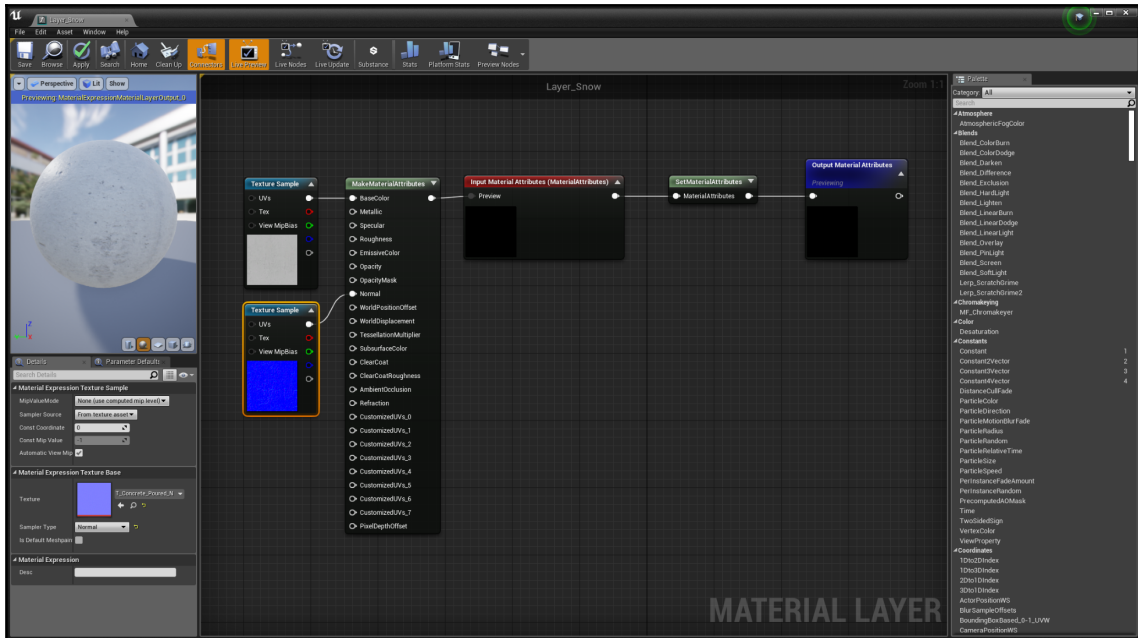 Layer_Snow
File Edit Asset Window Help
Save Browse Apply Search Home Clean Up Connectors Live Preview Live Nodes Live Update Substance Stats Platform Stats Preview Nodes
Perspective Lit Show
Previewing: MaterialExpressionMaterialLayerOutput_0
Z
X
Details Parameter Defaults
Search Details
Material Expression Texture Sample
MipValueMode None (use computed mip level)
Sampler Source From texture asset
Const Coordinate 0
Const Mip Value -1
Automatic View Mip
Material Expression Texture Base
Texture T_Concrete_Poured_N
Sampler Type Normal
Is Default Meshpain
Material Expression
Desc
Layer_Snow
Zoom 1:1
Texture Sample
UVs
Tex
View MipBias
Texture Sample
UVs
Tex
View MipBias
MakeMaterialAttributes
BaseColor
Metallic
Specular
Roughness
EmissiveColor
Opacity
OpacityMask
Normal
WorldPositionOffset
WorldDisplacement
TessellationMultiplier
SubsurfaceColor
ClearCoat
ClearCoatRoughness
AmbientOcclusion
Refraction
CustomizedUVs_0
CustomizedUVs_1
CustomizedUVs_2
CustomizedUVs_3
CustomizedUVs_4
CustomizedUVs_5
CustomizedUVs_6
CustomizedUVs_7
PixelDepthOffset
Input Material Attributes (MaterialAttributes)
Preview
SetMaterialAttributes
MaterialAttributes
Output Material Attributes
Previewing
MATERIAL LAYER
Palette
Category: All
Search
Atmosphere
AtmosphericFogColor
Blends
Blend_ColorBurn
Blend_ColorDodge
Blend_Darken
Blend_Difference
Blend_Exclusion
Blend_HardLight
Blend_Lighten
Blend_LinearBurn
Blend_LinearDodge
Blend_LinearLight
Blend_Overlay
Blend_PinLight
Blend_Screen
Blend_SoftLight
Lerp_ScratchGrime
Lerp_ScratchGrime2
Chromakeying
MF_Chromakeyer
Color
Desaturation
Constants
Constant 1
Constant2Vector 2
Constant3Vector 3
Constant4Vector 4
DistanceCullFade
ParticleColor
ParticleDirection
ParticleMotionBlurFade
ParticleRadius
ParticleRandom
ParticleRelativeTime
ParticleSize
ParticleSpeed
PerInstanceFadeAmount
PerInstanceRandom
PrecomputedAOMask
Time
TwoSidedSign
VertexColor
ViewProperty
Coordinates
1Dto2DIndex
1Dto3DIndex
2Dto1DIndex
3Dto1DIndex
ActorPositionWS
BlurSampleOffsets
BoundingBoxBased_0-1_UVW
CameraPositionWS